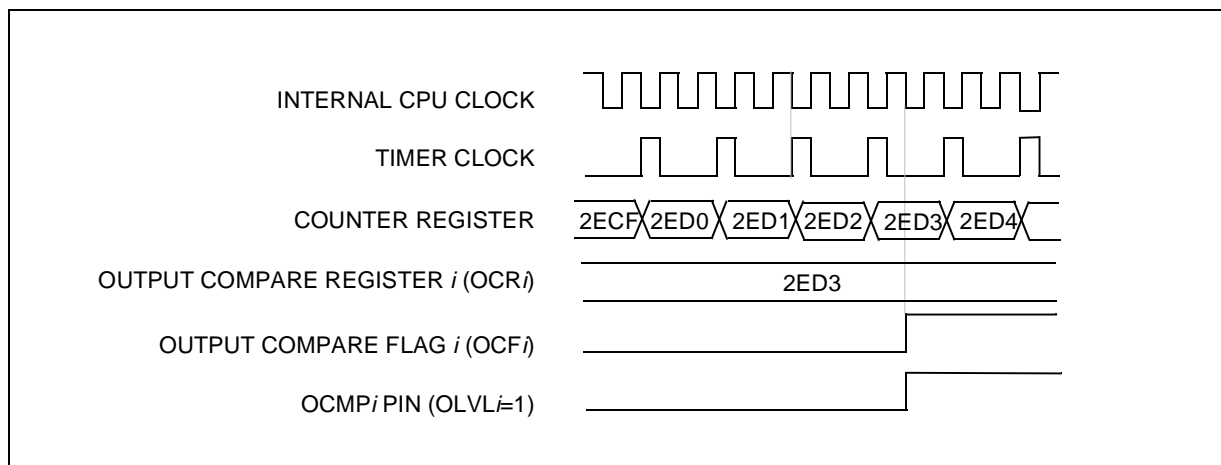 INTERNAL CPU CLOCK
TIMER CLOCK
COUNTER REGISTER 2ECF 2ED0 2ED1 2ED2 2ED3 2ED4
OUTPUT COMPARE REGISTER i (OCRi) 2ED3
OUTPUT COMPARE FLAG i (OCFi)
OCMPi PIN (OLVLi=1)